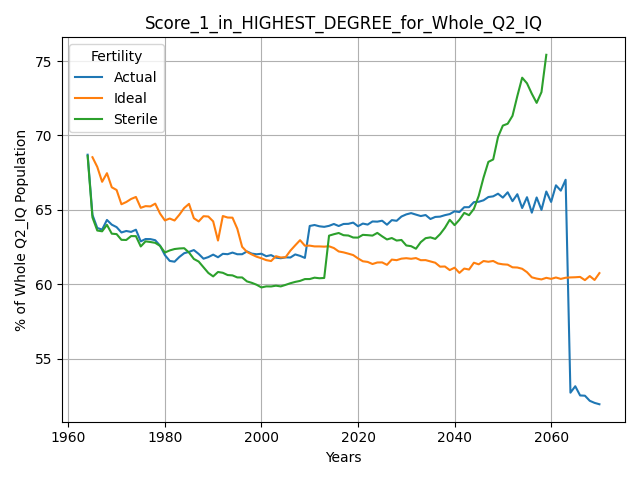 Score_1_in_HIGHEST_DEGREE_for_Whole_Q2_IQ
Fertility
Actual
Ideal
Sterile
% of Whole Q2_IQ Population
75
70
65
60
55
1960
1980
2000
2020
2040
2060
Years